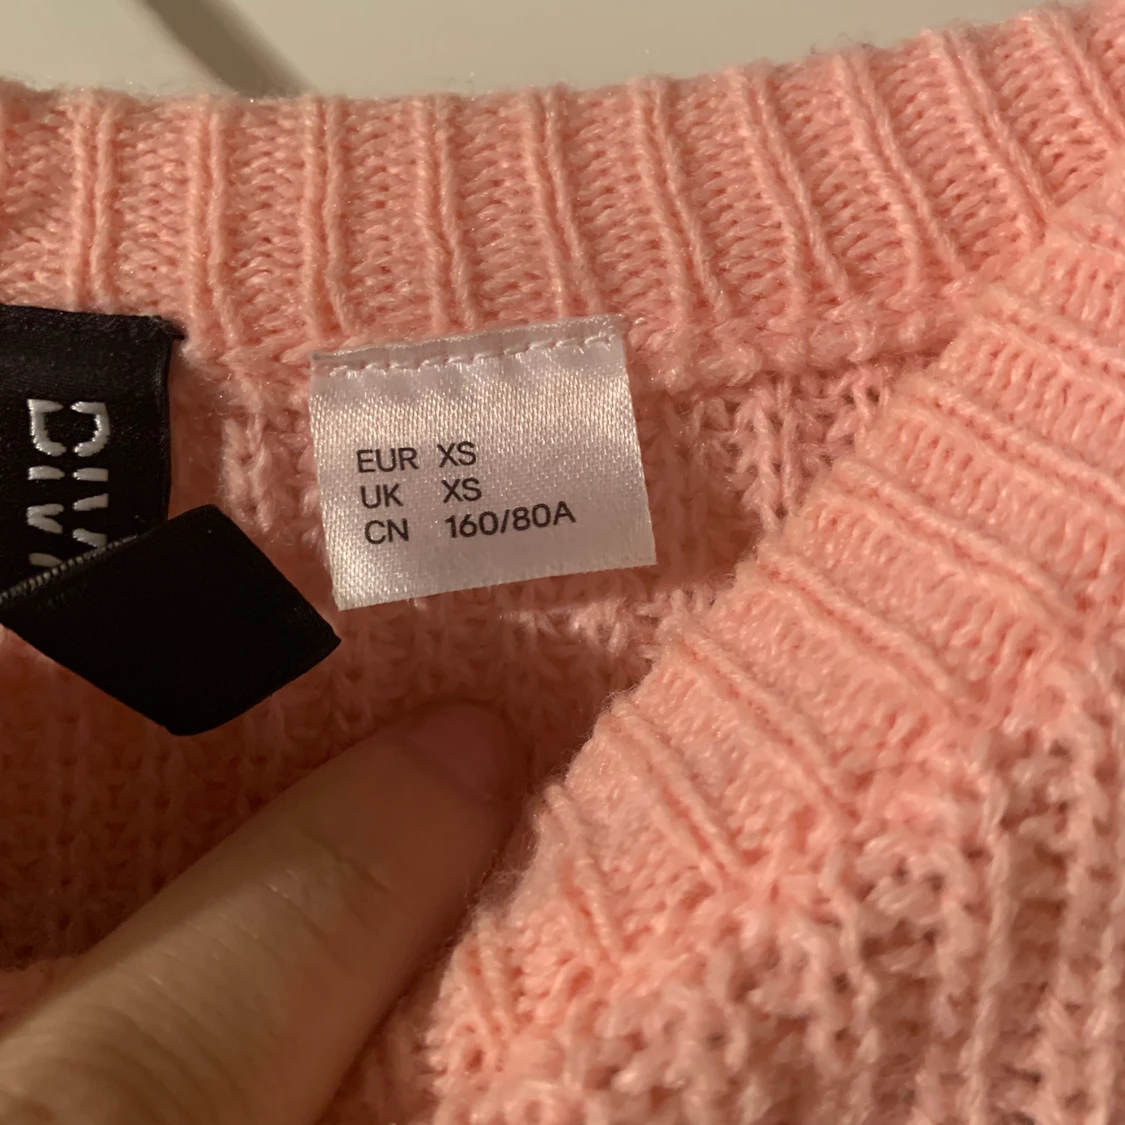 EUR XS
UK XS
CN 160/80A